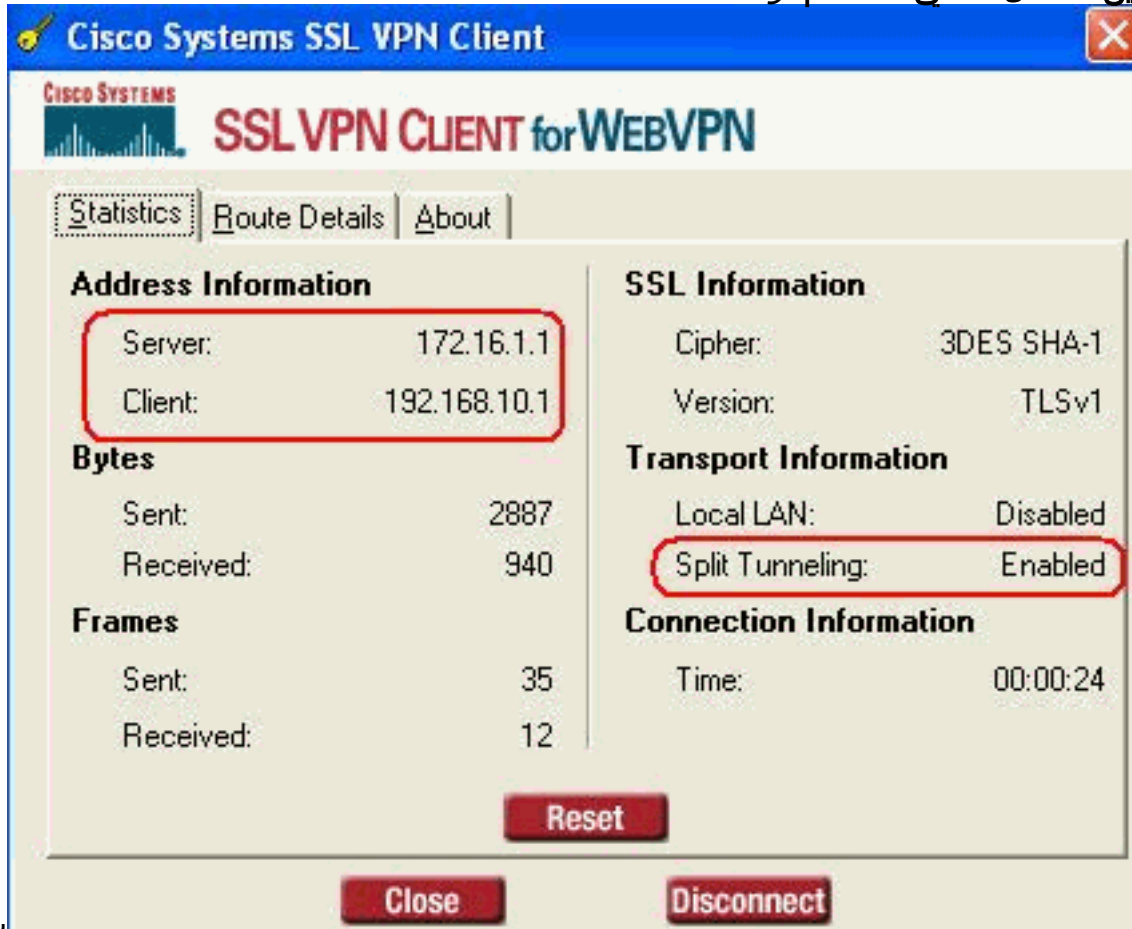 Cisco Systems SSL VPN Client
CISCO SYSTEMS
SSL VPN CLIENT for WEBVPN
Statistics Route Details About
Address Information
Server: 172.16.1.1
Client: 192.168.10.1
Bytes
Sent: 2887
Received: 940
Frames
Sent: 35
Received: 12
SSL Information
Cipher: 3DES SHA-1
Version: TLSv1
Transport Information
Local LAN: Disabled
Split Tunneling: Enabled
Connection Information
Time: 00:00:24
Reset
Close Disconnect